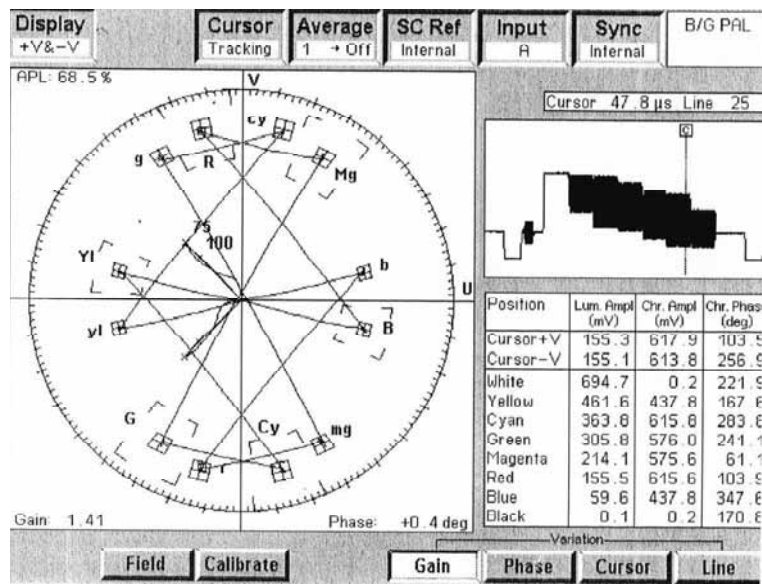 Display
+V&-V
Cursor
Tracking
Average
1 → Off
SC Ref
Internal
Input
A
Sync
Internal
B/G PAL
APL: 68.5%
V
cy
g
R
Mg
75
100
Yl
b
U
yl
B
G
Cy
mg
r
Gain: 1.41
Phase: +0.4 deg
Cursor 47.8 µs Line 25
C
Position Lum. Ampl (mV) Chr. Ampl (mV) Chr. Phase (deg)
Cursor+V 155.3 617.9 103.5
Cursor-V 155.1 613.8 256.9
White 694.7 0.2 221.9
Yellow 461.6 437.8 167.6
Cyan 363.8 615.8 283.8
Green 305.8 576.0 241.1
Magenta 214.1 575.6 61.1
Red 155.5 615.6 103.9
Blue 59.6 437.8 347.6
Black 0.1 0.2 170.8
Variation
Field
Calibrate
Gain
Phase
Cursor
Line